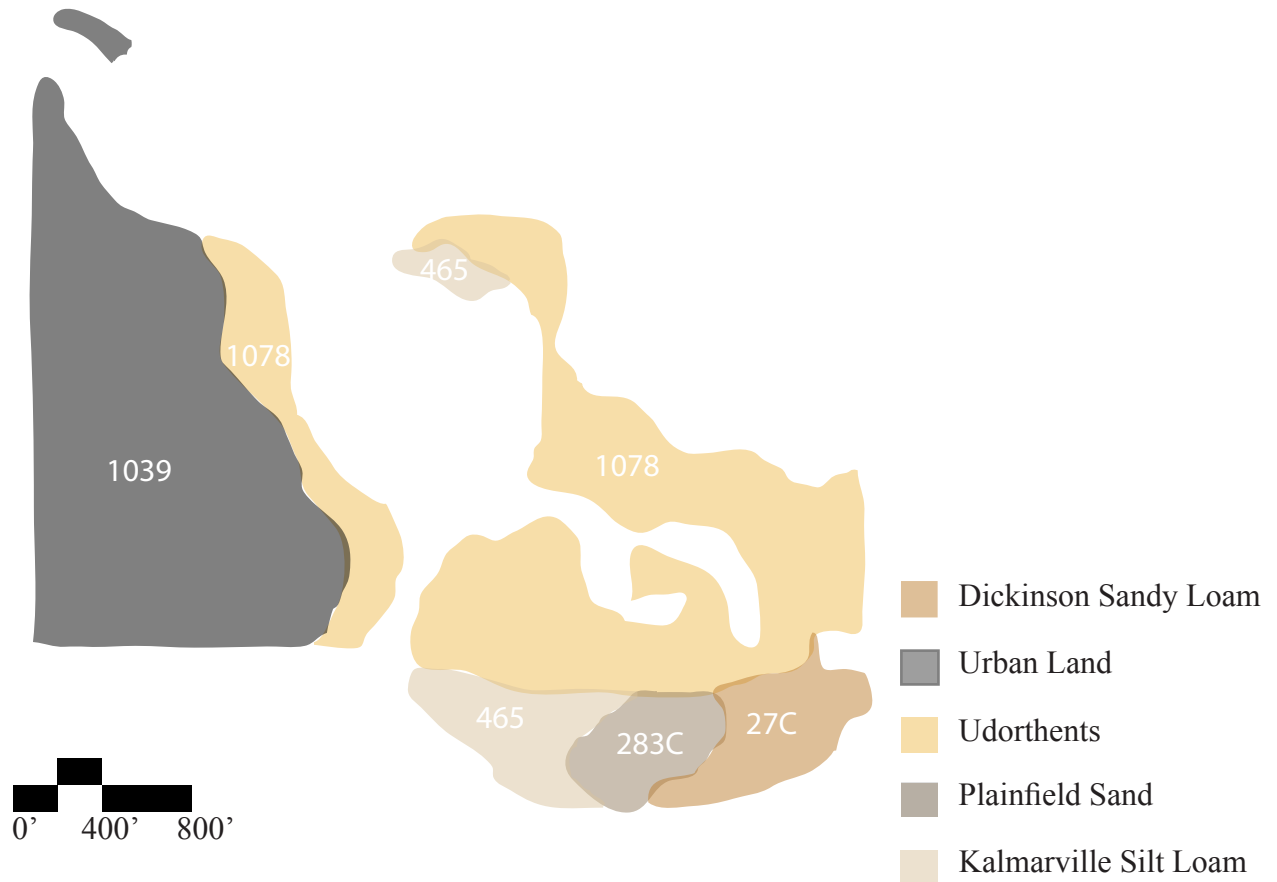 465
1078
1078
1039
465
27C
283C
Dickinson Sandy Loam
Urban Land
Udorthents
Plainfield Sand
Kalmarville Silt Loam
0’ 400’ 800’